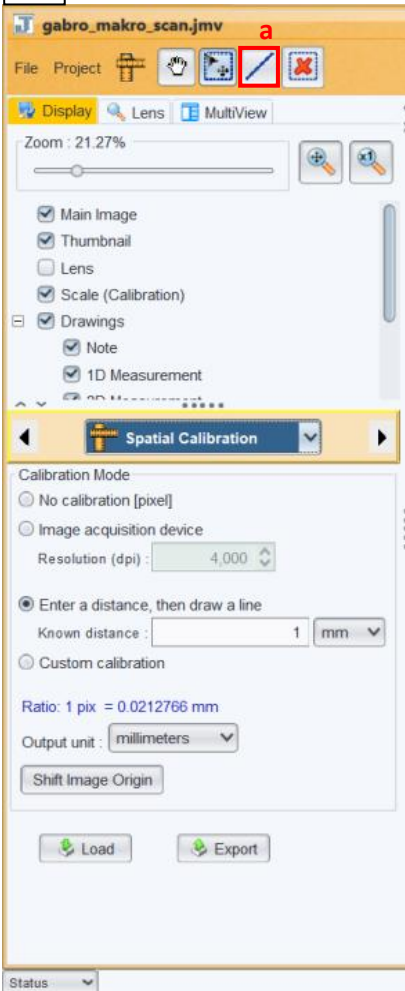 gabro_makro_scan.jmv
a
File Project
Display Lens MultiView
Zoom : 21.27%
x1
Main Image
Thumbnail
Lens
Scale (Calibration)
Drawings
Note
1D Measurement
Spatial Calibration
Calibration Mode
No calibration [pixel]
Image acquisition device
Resolution (dpi) : 4,000
Enter a distance, then draw a line
Known distance : 1 mm
Custom calibration
Ratio: 1 pix = 0.0212766 mm
Output unit : millimeters
Shift Image Origin
Load Export
Status